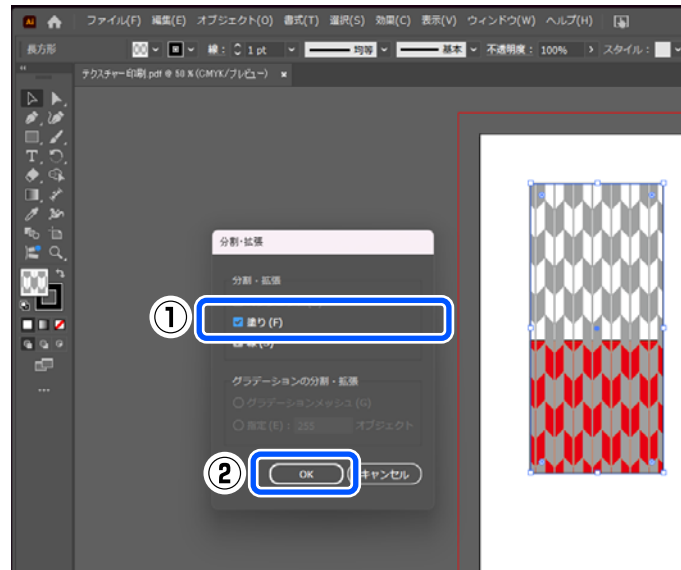 Ai ファイル(F) 編集(E) オブジェクト(O) 書式(T) 選択(S) 効果(C) 表示(V) ウィンドウ(W) ヘルプ(H)
長方形 線： 1 pt 均等 基本 不透明度： 100% スタイル：
テクスチャー印刷.pdf @ 50 % (CMYK/プレビュー) ×
分割・拡張
分割・拡張
① 塗り (F)
グラデーションの分割・拡張
グラデーションメッシュ (G)
指定 (E)： 255 オブジェクト
② OK キャンセル